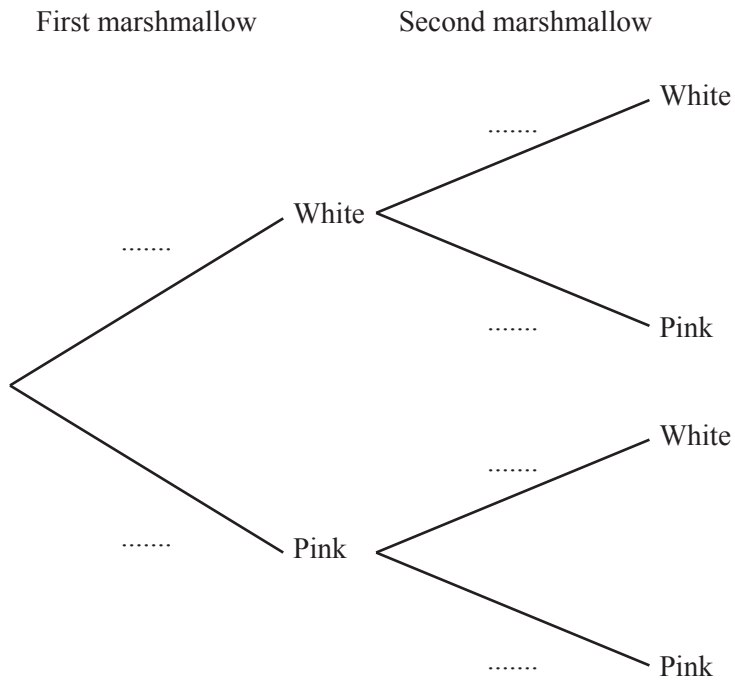 First marshmallow Second marshmallow
White
.......
White
.......
.......
Pink
White
.......
.......
Pink
.......
Pink